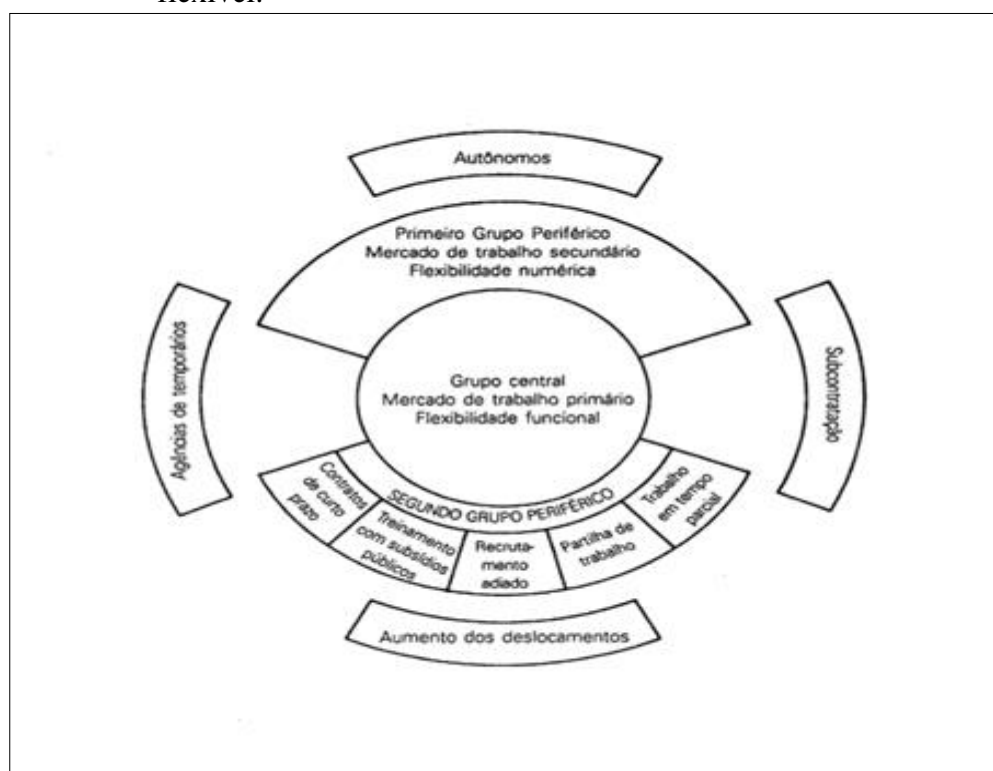 flexível.
Autônomos
Primeiro Grupo Periférico
Mercado de trabalho secundário
Flexibilidade numérica
Agências de temporários
Subcontratação
Grupo central
Mercado de trabalho primário
Flexibilidade funcional
SEGUNDO GRUPO PERIFÉRICO
Contratos
de curto
prazo
Treinamento
com subsídios
públicos
Recruta-
mento
adiado
Partilha de
trabalho
Trabalho
em tempo
parcial
Aumento dos deslocamentos